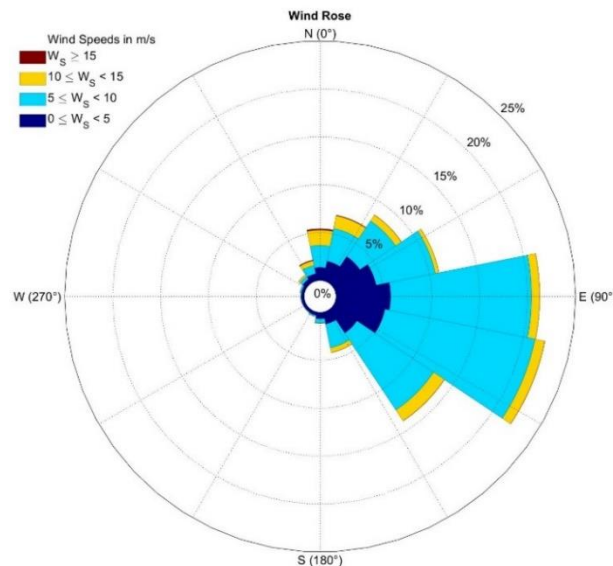 Wind Rose
N (0°)
Wind Speeds in m/s
W_S ≥ 15
10 ≤ W_S < 15
5 ≤ W_S < 10
0 ≤ W_S < 5
25%
20%
15%
10%
5%
0%
W (270°)
E (90°)
S (180°)